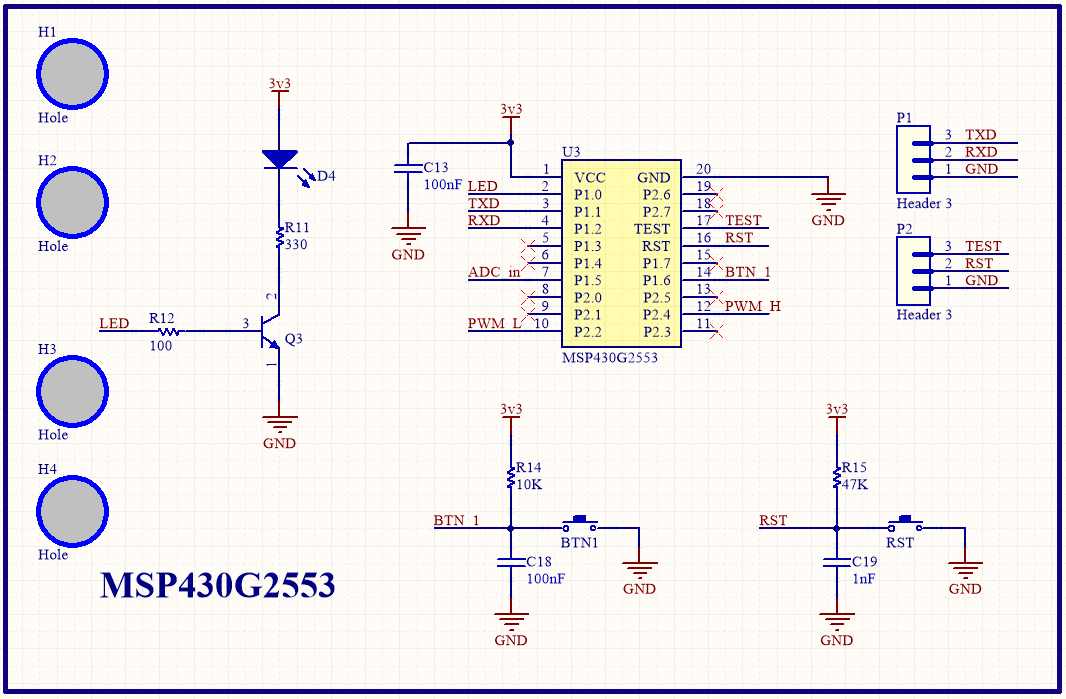 H1
Hole
H2
Hole
H3
Hole
H4
Hole
3v3
D4
R11
330
2
LED
R12
100
3
Q3
1
GND
3v3
C13
100nF
GND
U3
1 VCC GND 20
GND
LED 2 P1.0 P2.6 19
TXD 3 P1.1 P2.7 18
RXD 4 P1.2 TEST 17 TEST
5 P1.3 RST 16 RST
6 P1.4 P1.7 15
ADC_in 7 P1.5 P1.6 14 BTN_1
8 P2.0 P2.5 13
9 P2.1 P2.4 12 PWM_H
PWM_L 10 P2.2 P2.3 11
MSP430G2553
P1
3 TXD
2 RXD
1 GND
Header 3
P2
3 TEST
2 RST
1 GND
Header 3
3v3
R14
10K
BTN_1
BTN1
C18
100nF
GND
GND
3v3
R15
47K
RST
RST
C19
1nF
GND
GND
MSP430G2553